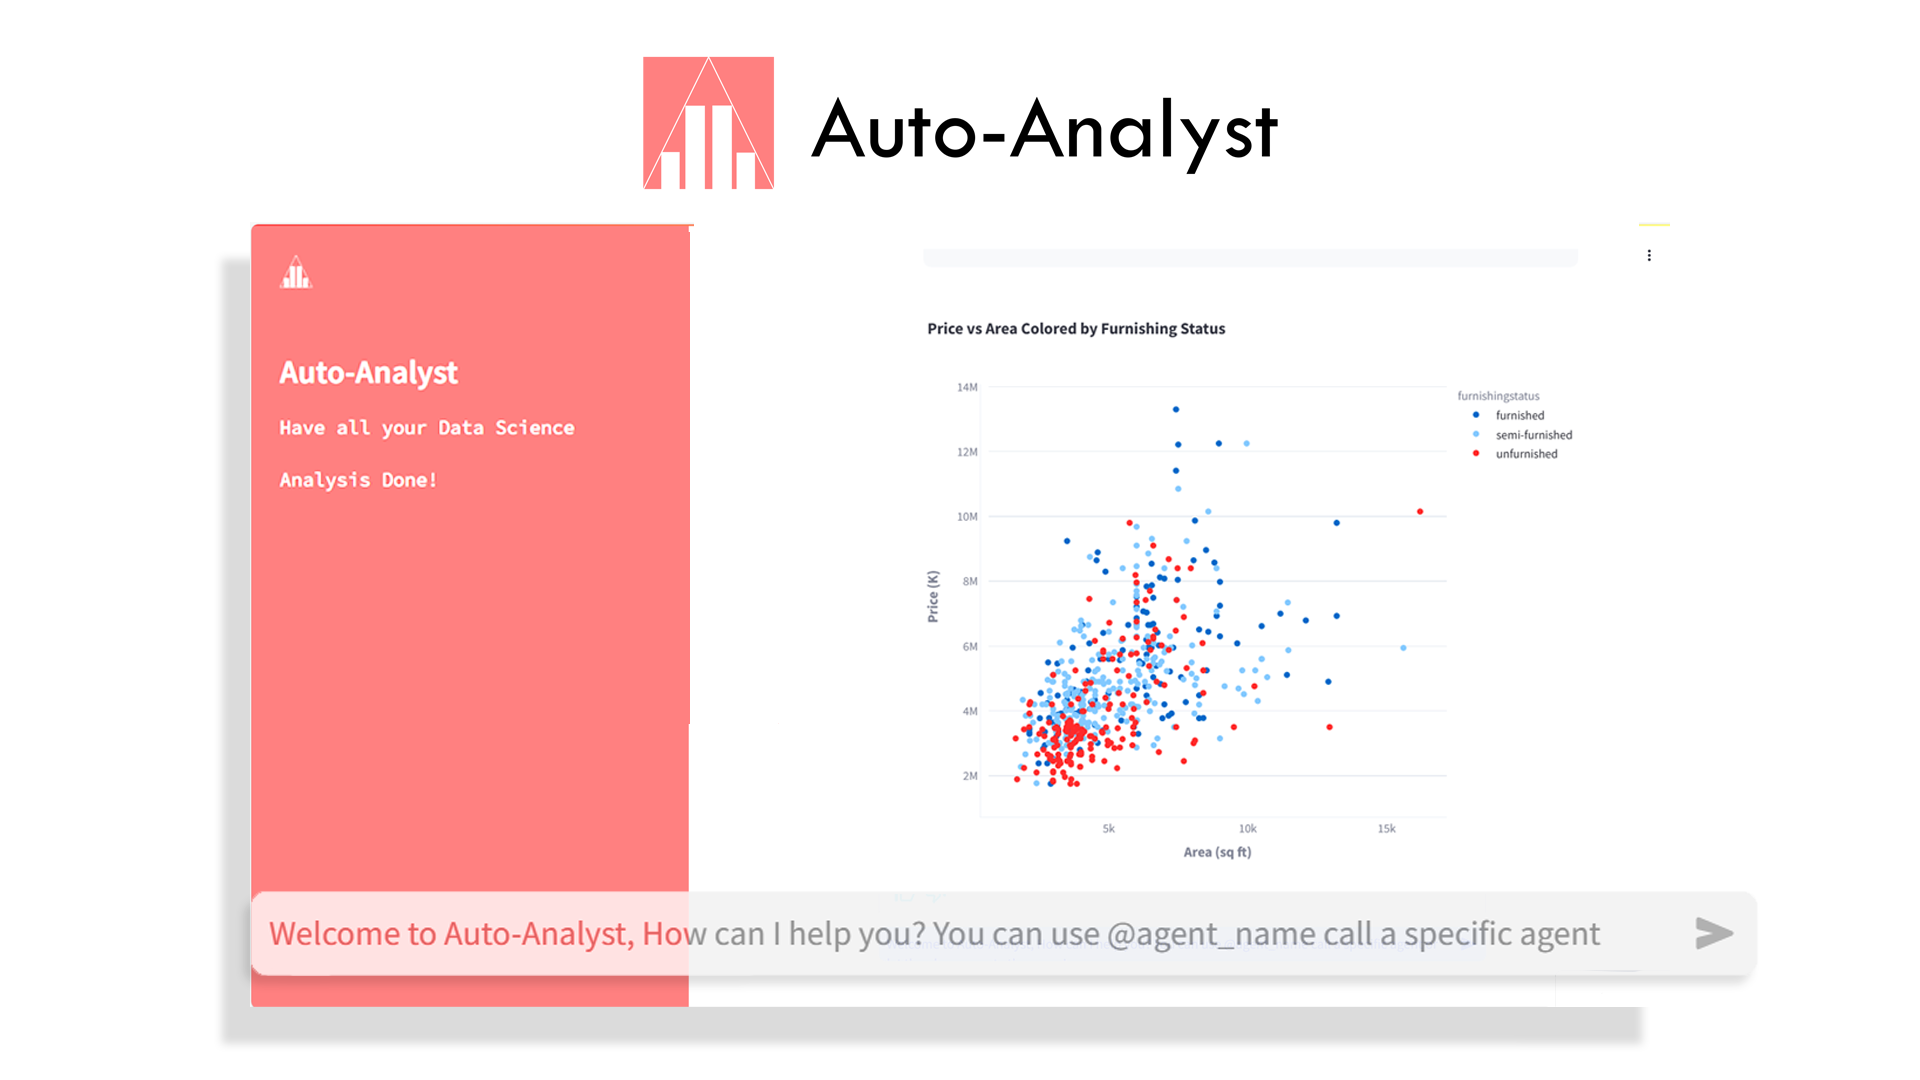 Auto-Analyst
Auto-Analyst
Have all your Data Science
Analysis Done!
Price vs Area Colored by Furnishing Status
14M
12M
10M
8M
6M
4M
2M
Price (K)
5k
10k
15k
Area (sq ft)
furnishingstatus
furnished
semi-furnished
unfurnished
Welcome to Auto-Analyst, How can I help you? You can use @agent_name call a specific agent